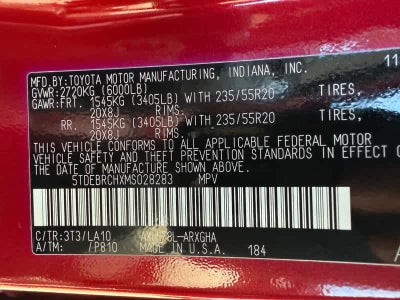 MFD.BY:TOYOTA MOTOR MANUFACTURING, INDIANA, INC. 11
GVWR:2720KG (6000LB)
GAWR:FRT. 1545KG (3405LB) WITH 235/55R20 TIRES,
20X8J RIMS,
RR. 1545KG (3405LB) WITH 235/55R20 TIRES,
20X8J RIMS,
THIS VEHICLE CONFORMS TO ALL APPLICABLE FEDERAL MOTOR
VEHICLE SAFETY AND THEFT PREVENTION STANDARDS IN EFFECT O
THE DATE OF MANUFACTURE SHOWN ABOVE.
5TDEBRCHXMS028283 MPV
C/TR:3T3/LA10
A/TM: /P810 MADE IN U.S.A. 184